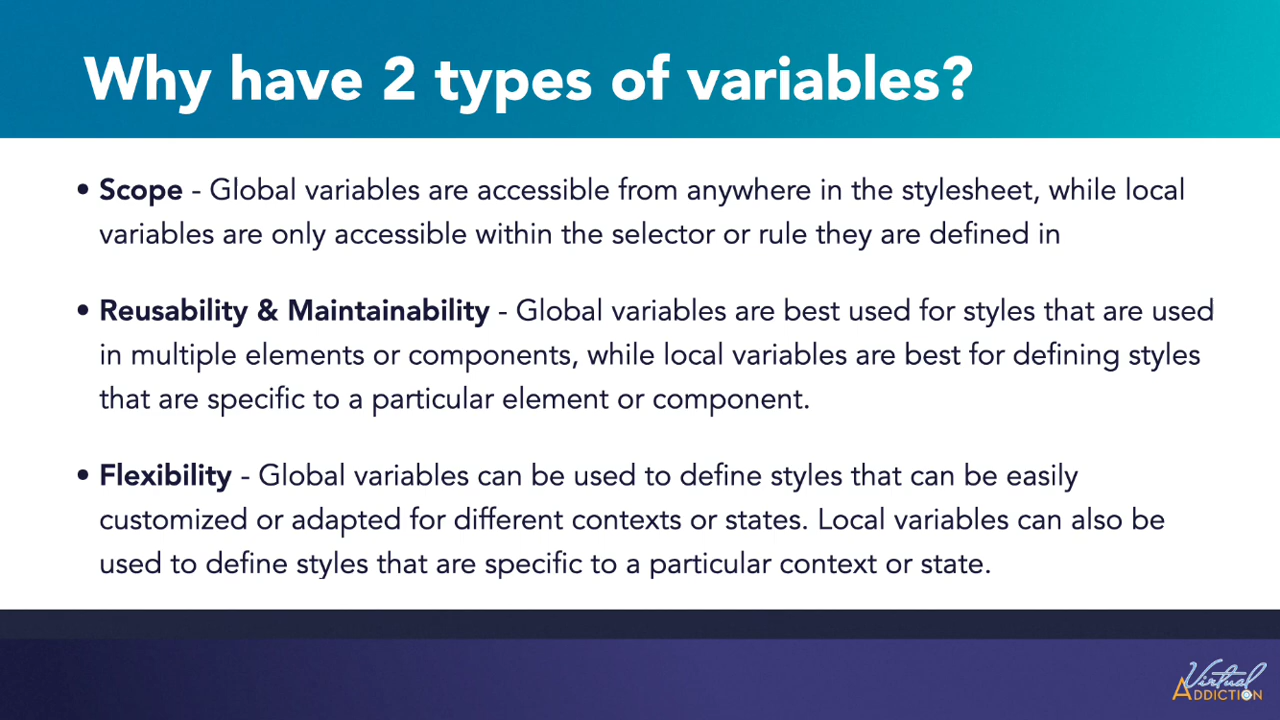 Why have 2 types of variables?
• Scope - Global variables are accessible from anywhere in the stylesheet, while local
variables are only accessible within the selector or rule they are defined in
• Reusability & Maintainability - Global variables are best used for styles that are used
in multiple elements or components, while local variables are best for defining styles
that are specific to a particular element or component.
• Flexibility - Global variables can be used to define styles that can be easily
customized or adapted for different contexts or states. Local variables can also be
used to define styles that are specific to a particular context or state.
Virtual
ADDICTION